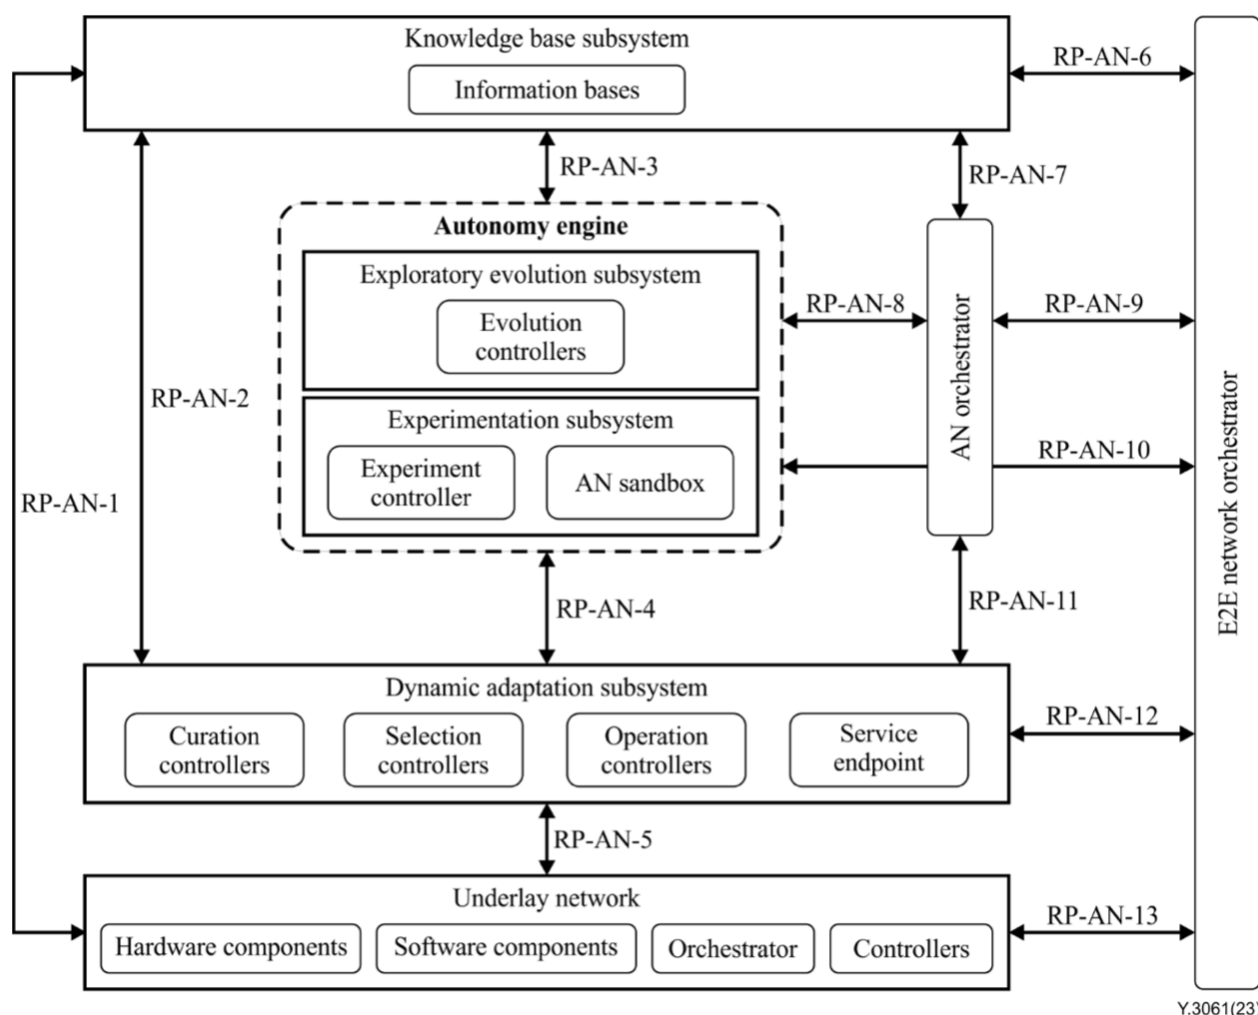 Knowledge base subsystem
Information bases
RP-AN-6
RP-AN-3
RP-AN-7
Autonomy engine
Exploratory evolution subsystem
Evolution
controllers
RP-AN-8
RP-AN-9
RP-AN-2
Experimentation subsystem
Experiment
controller
AN sandbox
AN orchestrator
RP-AN-10
RP-AN-1
E2E network orchestrator
RP-AN-4
RP-AN-11
Dynamic adaptation subsystem
Curation
controllers
Selection
controllers
Operation
controllers
Service
endpoint
RP-AN-12
RP-AN-5
Underlay network
Hardware components
Software components
Orchestrator
Controllers
RP-AN-13
Y.3061(23)